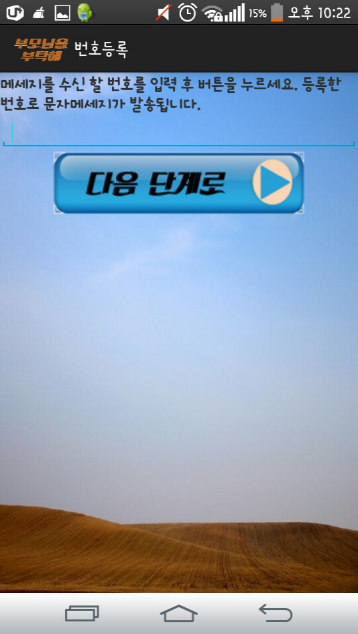 15% 오후 10:22
부모님을
부탁해
번호등록
메세지를 수신 할 번호를 입력 후 버튼을 누르세요. 등록한
번호로 문자메세지가 발송됩니다.
다음 단계로